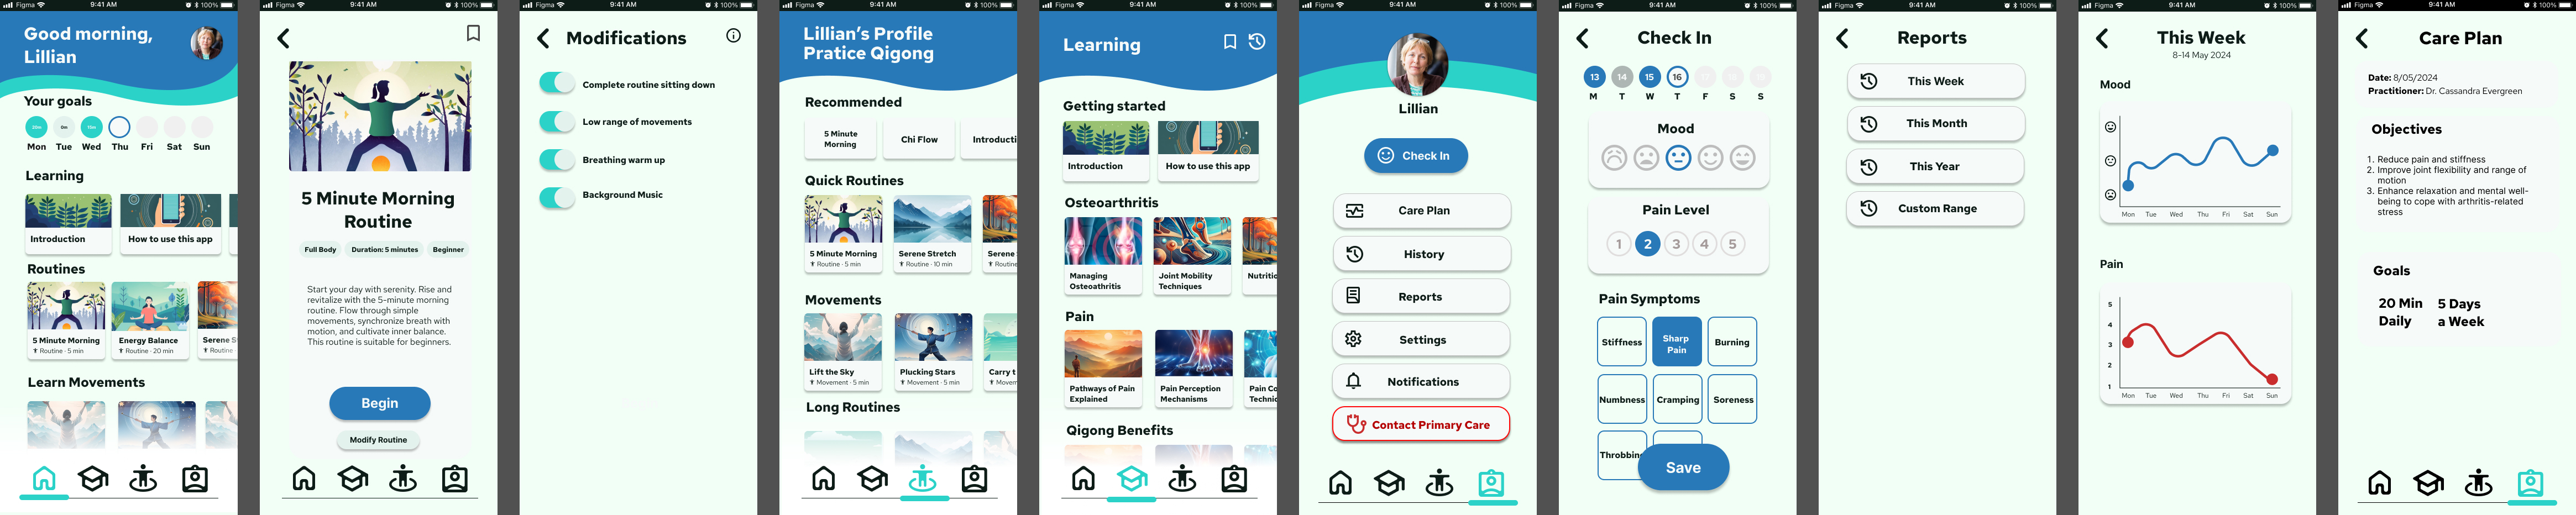 Figma 9:41 AM 100%
Good morning,
Lillian
Your goals
20m 0m 10m
Mon Tue Wed Thu Fri Sat Sun
Learning
Introduction How to use this app
Routines
5 Minute Morning Energy Balance Serene S
Routine · 5 min Routine · 20 min Routin
Learn Movements
Figma 9:41 AM 100%
5 Minute Morning
Routine
Full Body Duration: 5 minutes Beginner
Start your day with serenity. Rise and
revitalize with the 5-minute morning
routine. Flow through simple
movements, synchronize breath with
motion, and cultivate inner balance.
This routine is suitable for beginners.
Begin
Modify Routine
Figma 9:41 AM 100%
Modifications
Complete routine sitting down
Low range of movements
Breathing warm up
Background Music
Figma 9:41 AM 100%
Lillian's Profile
Pratice Qigong
Recommended
5 Minute
Morning
Chi Flow
Introducti
Quick Routines
5 Minute Morning Serene Stretch Serene
Routine · 5 min Routine · 10 min Routin
Movements
Lift the Sky Plucking Stars Carry t
Movement · 5 min Movement · 5 min Movem
Long Routines
Figma 9:41 AM 100%
Learning
Getting started
Introduction How to use this app
Osteoarthritis
Managing
Osteoathritis
Joint Mobility
Techniques
Nutritio
Pain
Pathways of Pain
Explained
Pain Perception
Mechanisms
Pain Co
Techniq
Qigong Benefits
Figma 9:41 AM 100%
Lillian
Check In
Care Plan
History
Reports
Settings
Notifications
Contact Primary Care
Figma 9:41 AM 100%
Check In
13 14 15 16 17 18 19
M T W T F S S
Mood
Pain Level
1 2 3 4 5
Pain Symptoms
Stiffness
Sharp
Pain
Burning
Numbness Cramping Soreness
Throbbing
Save
Figma 9:41 AM 100%
Reports
This Week
This Month
This Year
Custom Range
Figma 9:41 AM 100%
This Week
8-14 May 2024
Mood
Mon Tue Wed Thu Fri Sat Sun
Pain
5
4
3
2
1
Mon Tue Wed Thu Fri Sat Sun
Figma 9:41 AM 100%
Care Plan
Date: 8/05/2024
Practitioner: Dr. Cassandra Evergreen
Objectives
1. Reduce pain and stiffness
2. Improve joint flexibility and range of
motion
3. Enhance relaxation and mental well-
being to cope with arthritis-related
stress
Goals
20 Min
Daily
5 Days
a Week